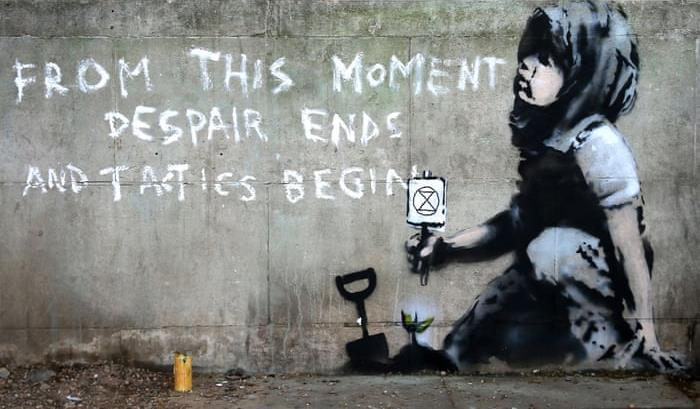 FROM THIS MOMENT
DESPAIR ENDS
AND TACTICS BEGIN